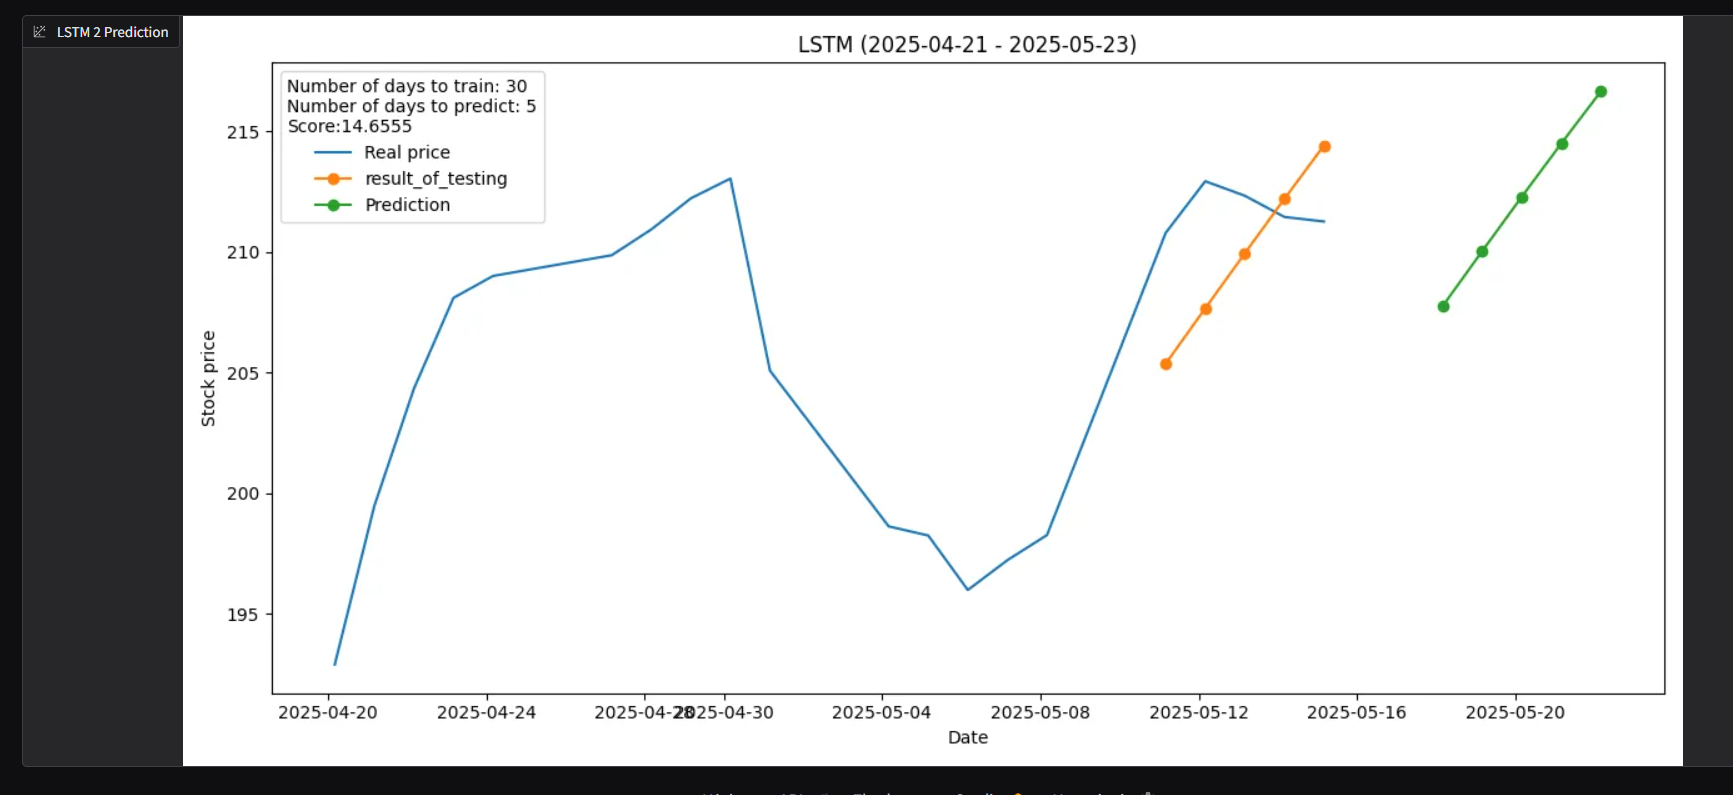 LSTM 2 Prediction
LSTM (2025-04-21 - 2025-05-23)
Number of days to train: 30
Number of days to predict: 5
Score:14.6555
Real price
result_of_testing
Prediction
215
210
205
200
195
Stock price
2025-04-20 2025-04-24 2025-04-28 2025-04-30 2025-05-04 2025-05-08 2025-05-12 2025-05-16 2025-05-20
Date